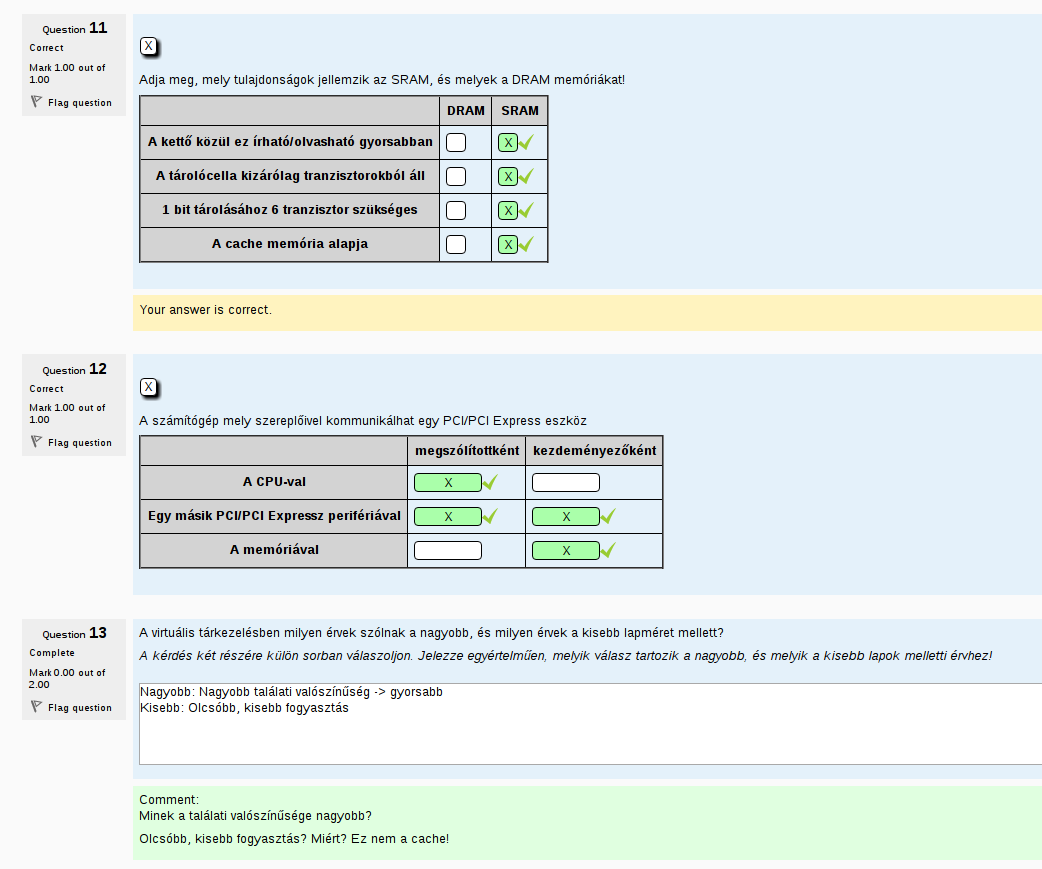 Question 11
Correct
Mark 1.00 out of
1.00
Flag question
X
Adja meg, mely tulajdonságok jellemzik az SRAM, és melyek a DRAM memóriákat!
DRAM SRAM
A kettő közül ez írható/olvasható gyorsabban X
A tárolócella kizárólag tranzisztorokból áll X
1 bit tárolásához 6 tranzisztor szükséges X
A cache memória alapja X
Your answer is correct.
Question 12
Correct
Mark 1.00 out of
1.00
Flag question
X
A számítógép mely szereplőivel kommunikálhat egy PCI/PCI Express eszköz
megszólítottként kezdeményezőként
A CPU-val X
Egy másik PCI/PCI Expressz perifériával X X
A memóriával X
Question 13
Complete
Mark 0.00 out of
2.00
Flag question
A virtuális tárkezelésben milyen érvek szólnak a nagyobb, és milyen érvek a kisebb lapméret mellett?
A kérdés két részére külön sorban válaszoljon. Jelezze egyértelműen, melyik válasz tartozik a nagyobb, és melyik a kisebb lapok melletti érvhez!
Nagyobb: Nagyobb találati valószínűség -> gyorsabb
Kisebb: Olcsóbb, kisebb fogyasztás
Comment:
Minek a találati valószínűsége nagyobb?
Olcsóbb, kisebb fogyasztás? Miért? Ez nem a cache!